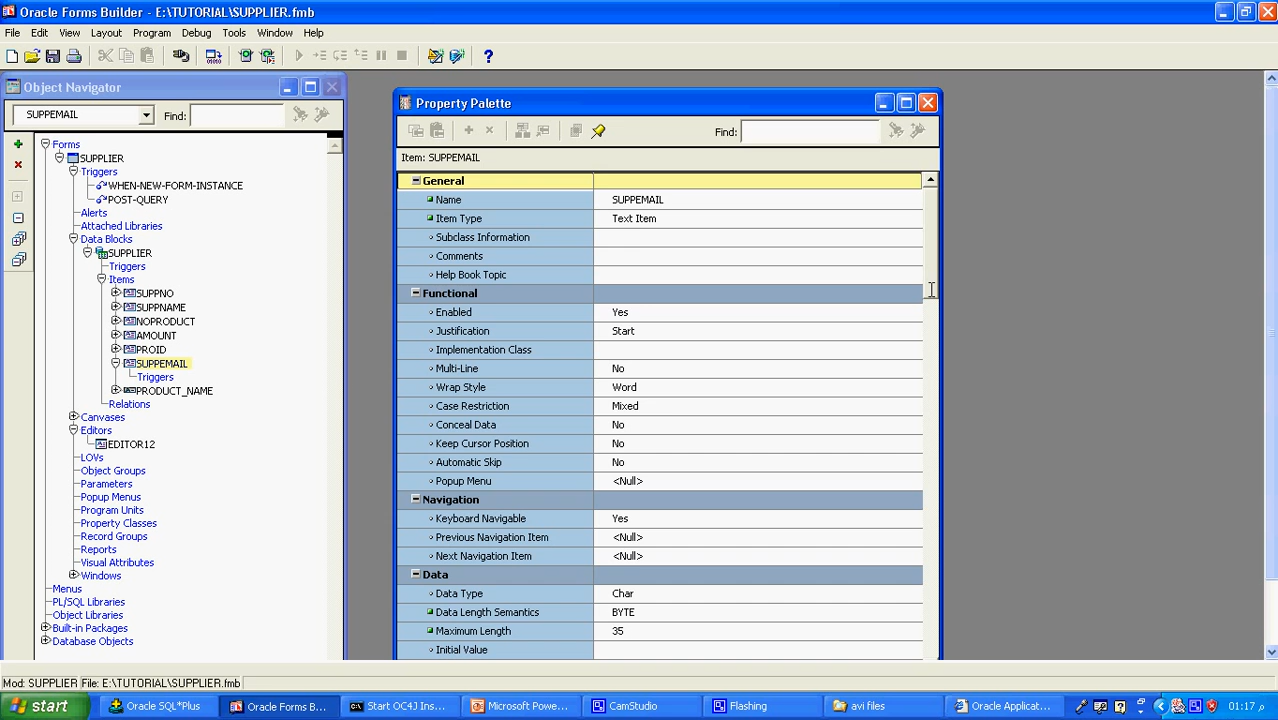 Oracle Forms Builder - E:\TUTORIAL\SUPPLIER.fmb
File Edit View Layout Program Debug Tools Window Help
Object Navigator
SUPPEMAIL
Find:
Forms
SUPPLIER
Triggers
WHEN-NEW-FORM-INSTANCE
POST-QUERY
Alerts
Attached Libraries
Data Blocks
SUPPLIER
Triggers
Items
SUPPNO
SUPPNAME
NOPRODUCT
AMOUNT
PROID
SUPPEMAIL
Triggers
PRODUCT_NAME
Relations
Canvases
Editors
EDITOR12
LOVs
Object Groups
Parameters
Popup Menus
Program Units
Property Classes
Record Groups
Reports
Visual Attributes
Windows
Menus
PL/SQL Libraries
Object Libraries
Built-in Packages
Database Objects
Property Palette
Find:
Item: SUPPEMAIL
General
Name SUPPEMAIL
Item Type Text Item
Subclass Information
Comments
Help Book Topic
Functional
Enabled Yes
Justification Start
Implementation Class
Multi-Line No
Wrap Style Word
Case Restriction Mixed
Conceal Data No
Keep Cursor Position No
Automatic Skip No
Popup Menu <Null>
Navigation
Keyboard Navigable Yes
Previous Navigation Item <Null>
Next Navigation Item <Null>
Data
Data Type Char
Data Length Semantics BYTE
Maximum Length 35
Initial Value
Mod: SUPPLIER File: E:\TUTORIAL\SUPPLIER.fmb
start Oracle SQL*Plus Oracle Forms B... Start OC4J Ins... Microsoft Powe... CamStudio Flashing avi files Oracle Applicat... 01:17 م